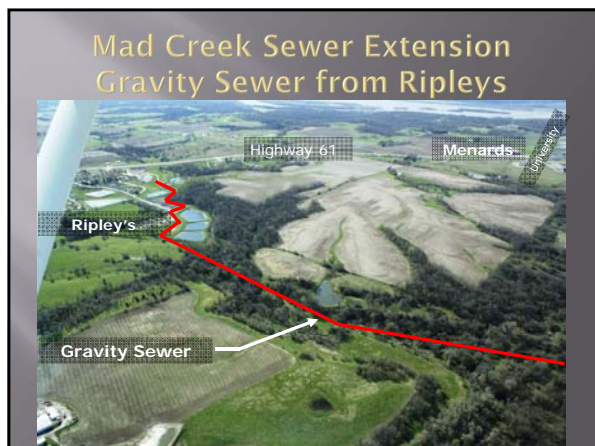 Mad Creek Sewer Extension
Gravity Sewer from Ripleys
Highway 61
Menards
University
Ripley's
Gravity Sewer